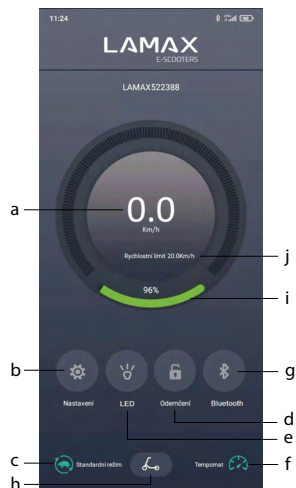 11:24
LAMAX
E-SCOOTERS
LAMAX522388
a
0.0
Km/h
Rychlostní limit 20.0Km/h
j
96%
i
b
g
Nastavení
LED
Odemčení
Bluetooth
d
e
c
Standardní režim
Tempomat
f
h